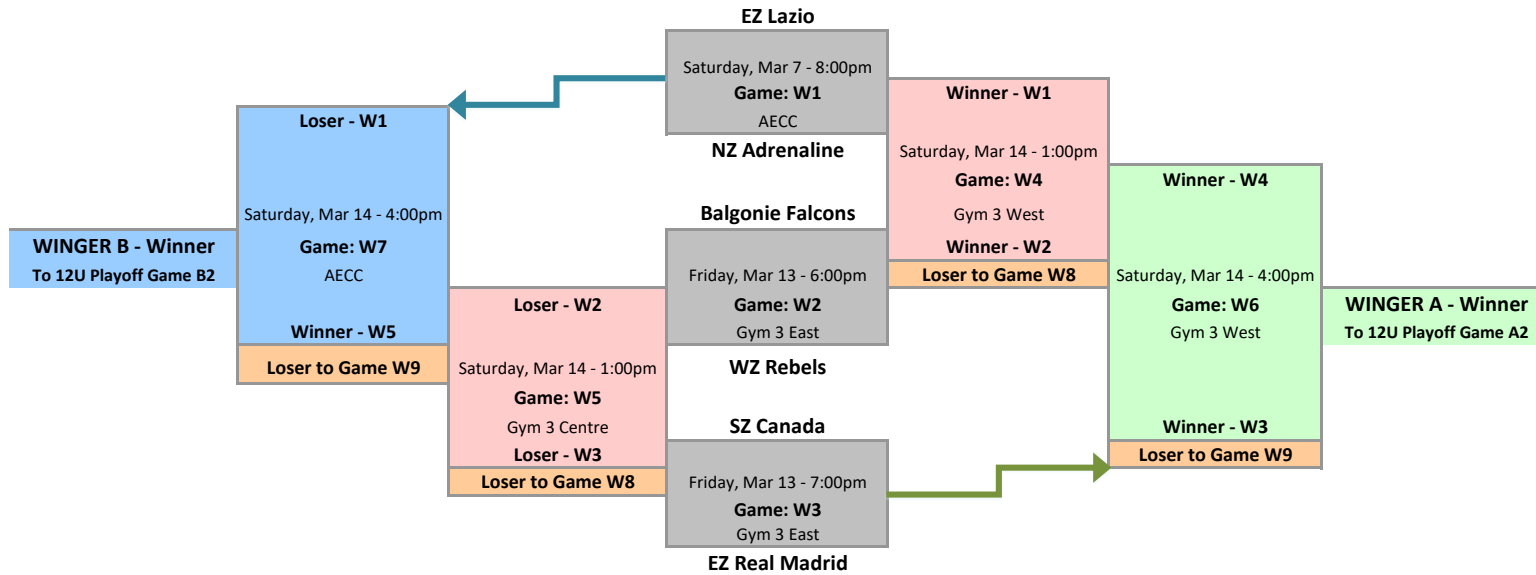 EZ Lazio
Saturday, Mar 7 - 8:00pm
Game: W1
AECC
NZ Adrenaline
Winner - W1
Saturday, Mar 14 - 1:00pm
Game: W4
Gym 3 West
Winner - W2
Loser to Game W8
Loser - W1
Saturday, Mar 14 - 4:00pm
Game: W7
AECC
Winner - W5
Loser to Game W9
WINGER B - Winner
To 12U Playoff Game B2
Balgonie Falcons
Friday, Mar 13 - 6:00pm
Game: W2
Gym 3 East
WZ Rebels
Winner - W4
Saturday, Mar 14 - 4:00pm
Game: W6
Gym 3 West
Winner - W3
Loser to Game W9
WINGER A - Winner
To 12U Playoff Game A2
Loser - W2
Saturday, Mar 14 - 1:00pm
Game: W5
Gym 3 Centre
Loser - W3
Loser to Game W8
SZ Canada
Friday, Mar 13 - 7:00pm
Game: W3
Gym 3 East
EZ Real Madrid